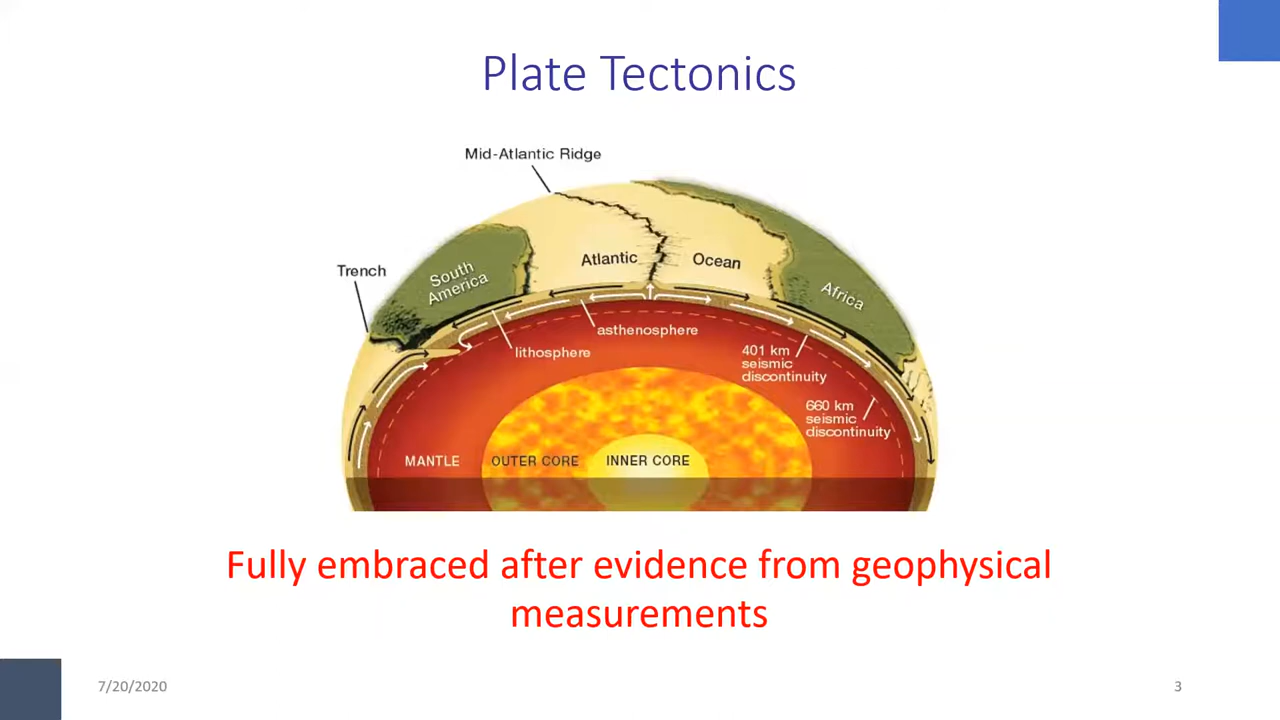 Plate Tectonics
Mid-Atlantic Ridge
Trench
South
America
Atlantic
Ocean
Africa
asthenosphere
lithosphere
401 km
seismic
discontinuity
660 km
seismic
discontinuity
MANTLE
OUTER CORE
INNER CORE
Fully embraced after evidence from geophysical
measurements
7/20/2020
3